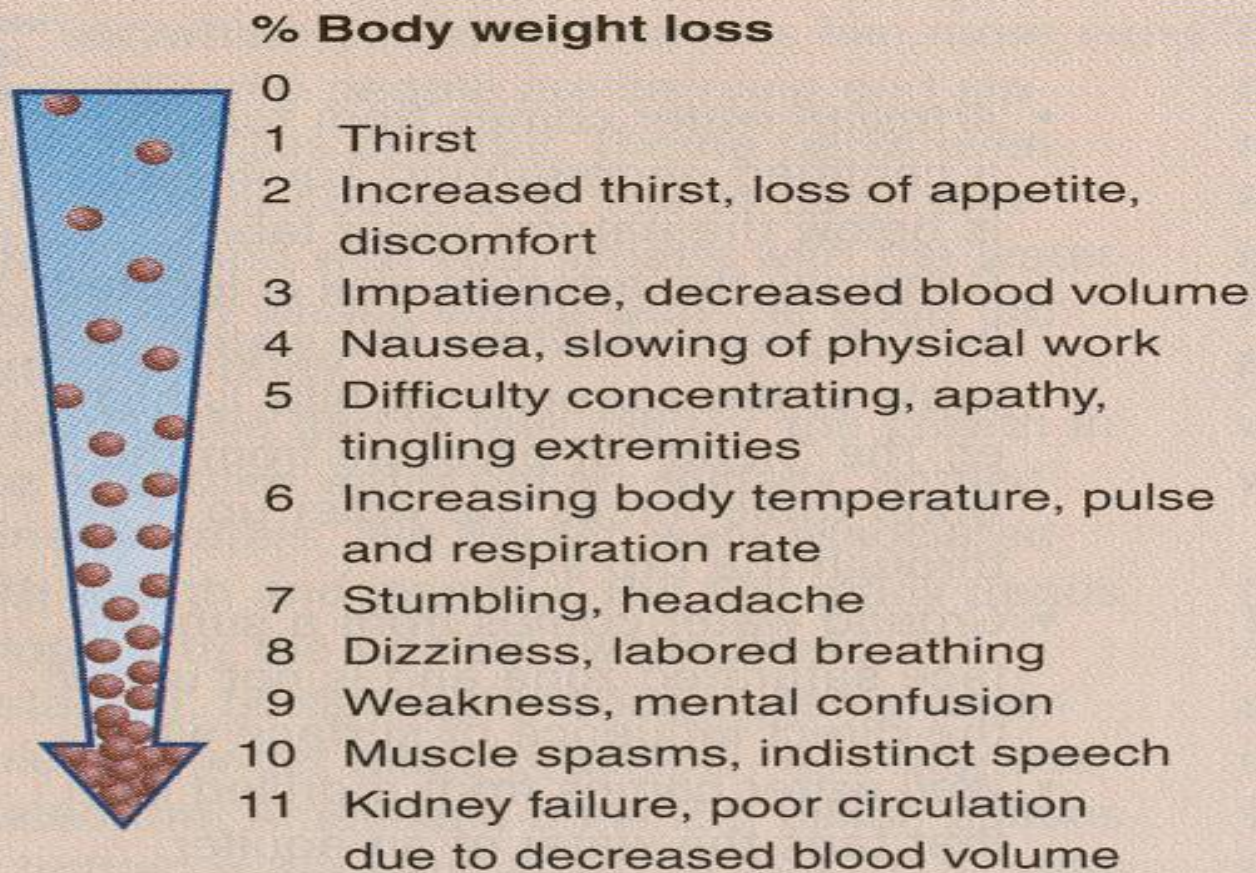 % Body weight loss
0
1 Thirst
2 Increased thirst, loss of appetite,
discomfort
3 Impatience, decreased blood volume
4 Nausea, slowing of physical work
5 Difficulty concentrating, apathy,
tingling extremities
6 Increasing body temperature, pulse
and respiration rate
7 Stumbling, headache
8 Dizziness, labored breathing
9 Weakness, mental confusion
10 Muscle spasms, indistinct speech
11 Kidney failure, poor circulation
due to decreased blood volume